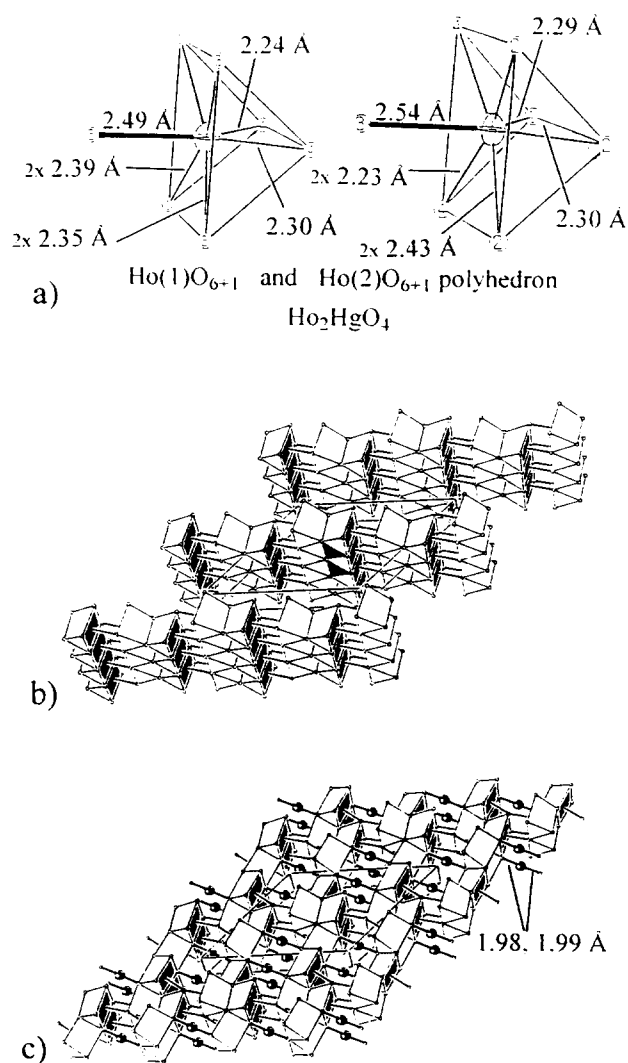 2.24 Å
2.49 Å
2x 2.39 Å
2x 2.35 Å
2.30 Å
2.29 Å
2.54 Å
2x 2.23 Å
2x 2.43 Å
2.30 Å
a)
Ho(1)O₆₊₁ and Ho(2)O₆₊₁ polyhedron
Ho₂HgO₄
b)
1.98, 1.99 Å
c)